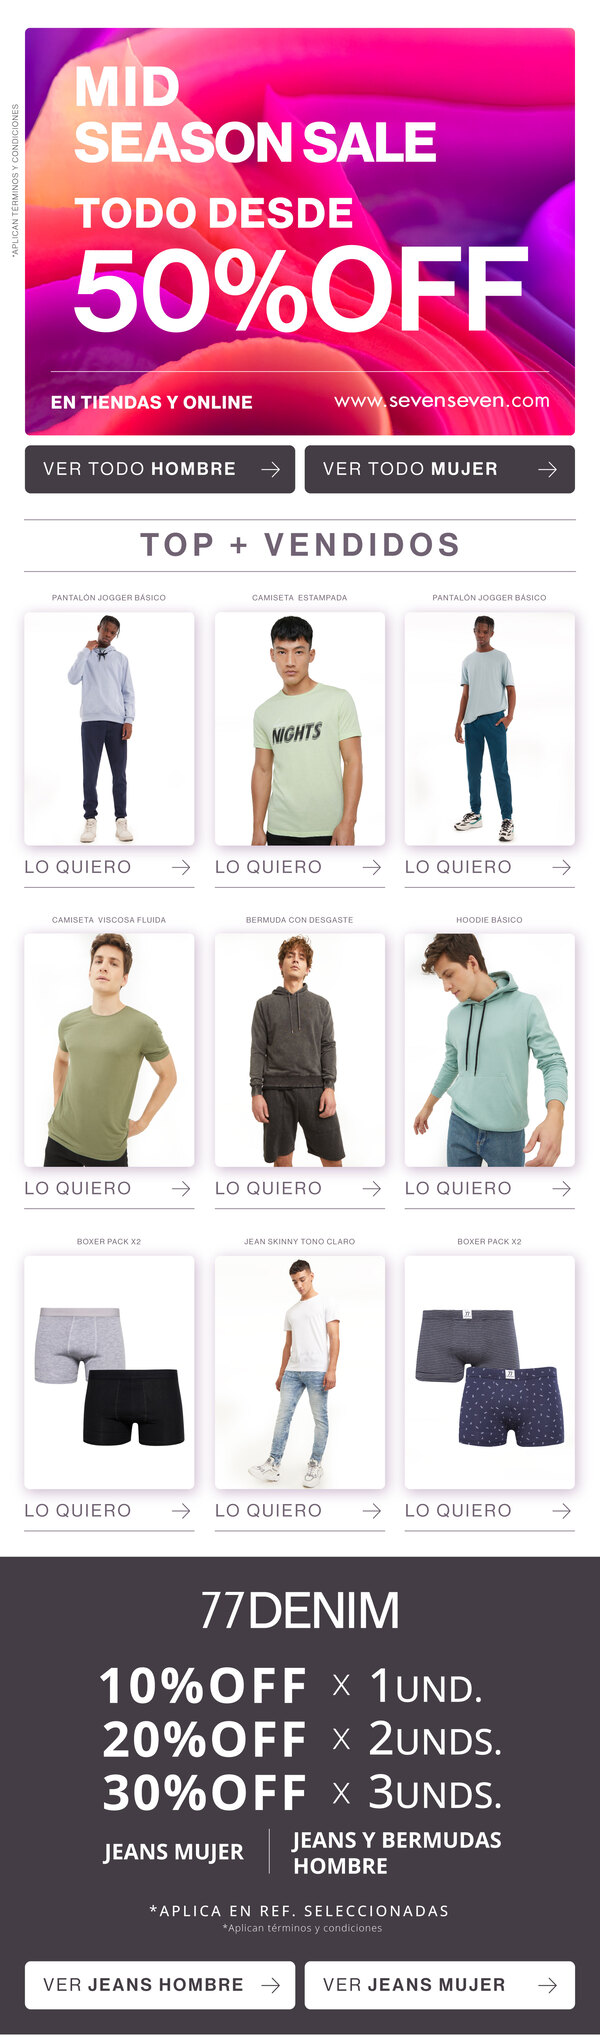 *APLICAN TÉRMINOS Y CONDICIONES
MID
SEASON SALE
TODO DESDE
50%OFF
EN TIENDAS Y ONLINE
www.sevenseven.com
VER TODO HOMBRE
VER TODO MUJER
TOP + VENDIDOS
PANTALÓN JOGGER BÁSICO
CAMISETA ESTAMPADA
PANTALÓN JOGGER BÁSICO
NIGHTS
LO QUIERO
LO QUIERO
LO QUIERO
CAMISETA VISCOSA FLUIDA
BERMUDA CON DESGASTE
HOODIE BÁSICO
LO QUIERO
LO QUIERO
LO QUIERO
BOXER PACK X2
JEAN SKINNY TONO CLARO
BOXER PACK X2
77
77
LO QUIERO
LO QUIERO
LO QUIERO
77DENIM
10%OFF X 1UND.
20%OFF X 2UNDS.
30%OFF X 3UNDS.
JEANS MUJER
JEANS Y BERMUDAS
HOMBRE
*APLICA EN REF. SELECCIONADAS
*Aplican términos y condiciones
VER JEANS HOMBRE
VER JEANS MUJER